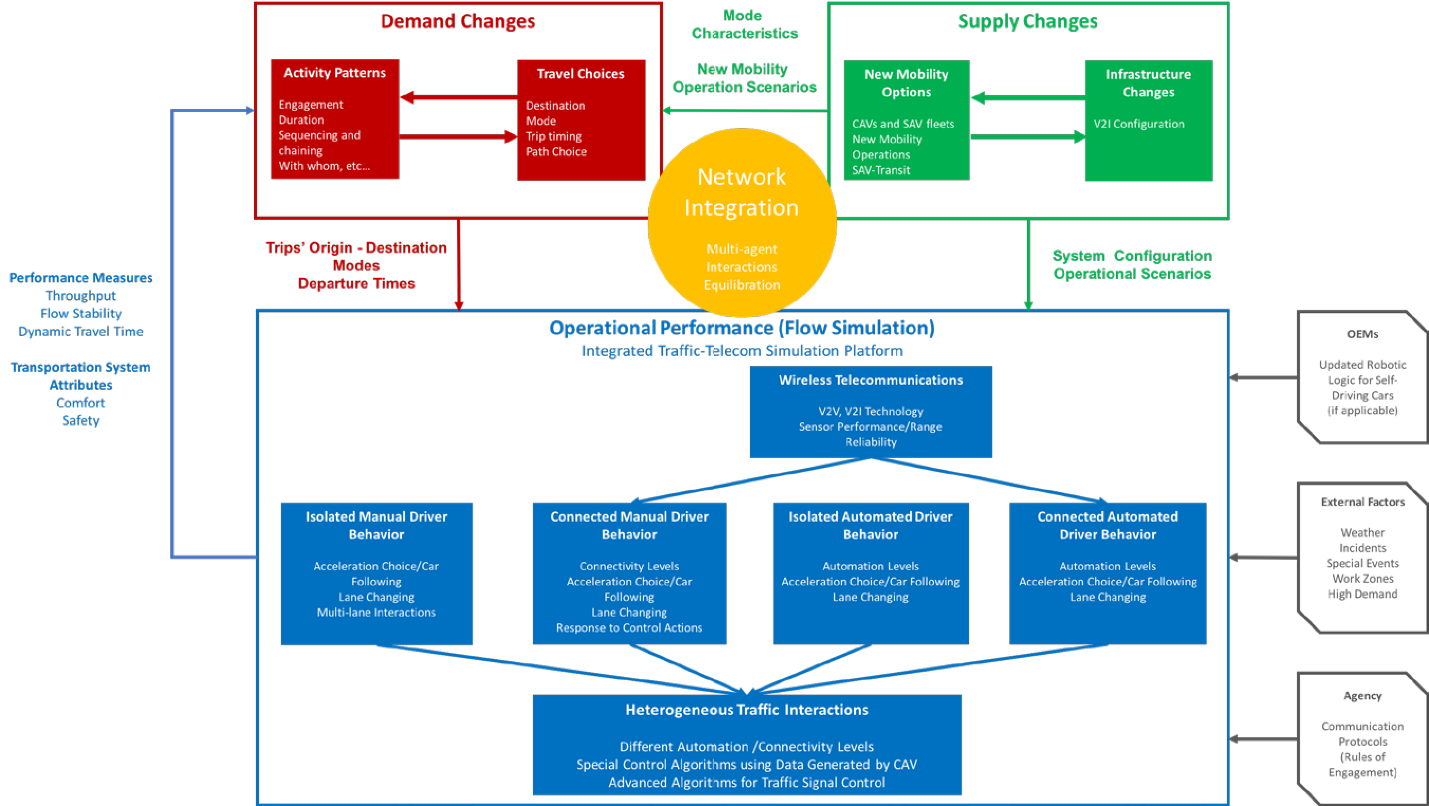 Demand Changes
Activity Patterns
Engagement
Duration
Sequencing and
chaining
With whom, etc...
Travel Choices
Destination
Mode
Trip timing
Path Choice
Mode
Characteristics
New Mobility
Operation Scenarios
Supply Changes
New Mobility
Options
CAVs and SAV fleets
New Mobility
Operations
SAV-Transit
Infrastructure
Changes
V2I Configuration
Network
Integration
Multi-agent
Interactions
Equilibration
Trips' Origin - Destination
Modes
Departure Times
System Configuration
Operational Scenarios
Performance Measures
Throughput
Flow Stability
Dynamic Travel Time
Transportation System
Attributes
Comfort
Safety
Operational Performance (Flow Simulation)
Integrated Traffic-Telecom Simulation Platform
Wireless Telecommunications
V2V, V2I Technology
Sensor Performance/Range
Reliability
Isolated Manual Driver
Behavior
Acceleration Choice/Car
Following
Lane Changing
Multi-lane Interactions
Connected Manual Driver
Behavior
Connectivity Levels
Acceleration Choice/Car
Following
Lane Changing
Response to Control Actions
Isolated Automated Driver
Behavior
Automation Levels
Acceleration Choice/Car Following
Lane Changing
Connected Automated
Driver Behavior
Automation Levels
Acceleration Choice/Car Following
Lane Changing
Heterogeneous Traffic Interactions
Different Automation /Connectivity Levels
Special Control Algorithms using Data Generated by CAV
Advanced Algorithms for Traffic Signal Control
OEMs
Updated Robotic
Logic for Self-
Driving Cars
(if applicable)
External Factors
Weather
Incidents
Special Events
Work Zones
High Demand
Agency
Communication
Protocols
(Rules of
Engagement)